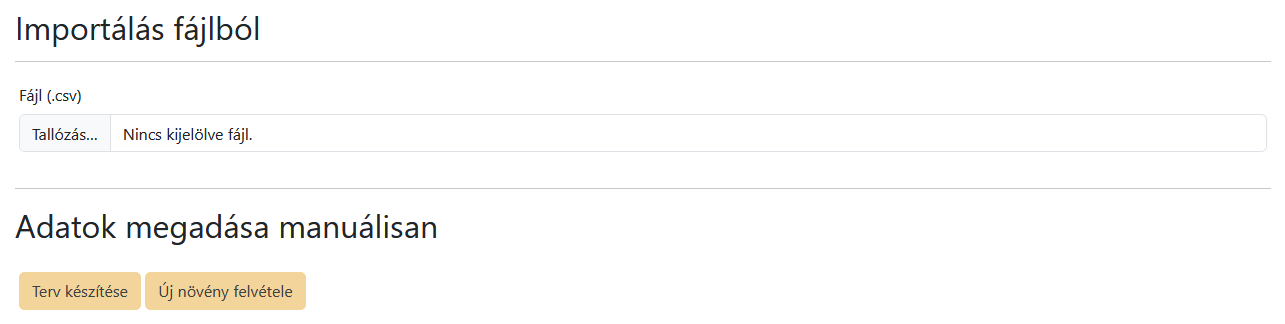 Importálás fájlból
Fájl (.csv)
Tallózás... Nincs kijelölve fájl.
Adatok megadása manuálisan
Terv készítése Új növény felvétele